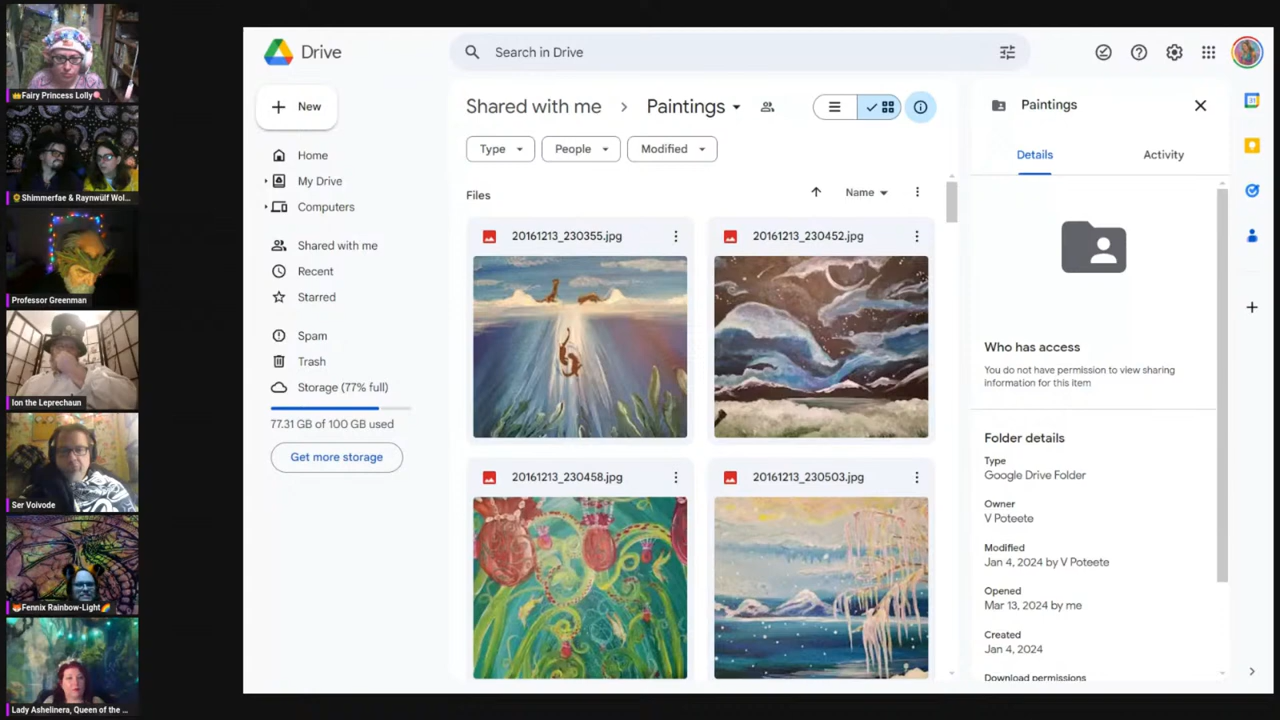 👑Fairy Princess Lolly🍭
🌻Shimmerfae & Raynwülf Wol...
Professor Greenman
Ion the Leprechaun
Ser Voivode
🦊Fennix Rainbow-Light🌈
Lady Ashelinera, Queen of the ...
Drive
Search in Drive
New
Home
My Drive
Computers
Shared with me
Recent
Starred
Spam
Trash
Storage (77% full)
77.31 GB of 100 GB used
Get more storage
Shared with me > Paintings
Type
People
Modified
Files
Name
20161213_230355.jpg
20161213_230452.jpg
20161213_230458.jpg
20161213_230503.jpg
Paintings
Details
Activity
Who has access
You do not have permission to view sharing
information for this item
Folder details
Type
Google Drive Folder
Owner
V Poteete
Modified
Jan 4, 2024 by V Poteete
Opened
Mar 13, 2024 by me
Created
Jan 4, 2024
Download permissions